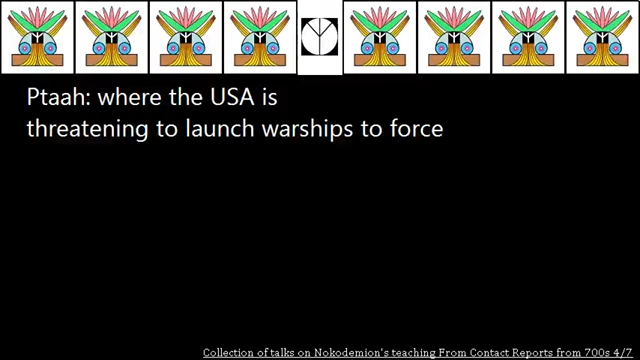 Ptaah: where the USA is
threatening to launch warships to force
Collection of talks on Nokodemion's teaching From Contact Reports from 700s 4/7